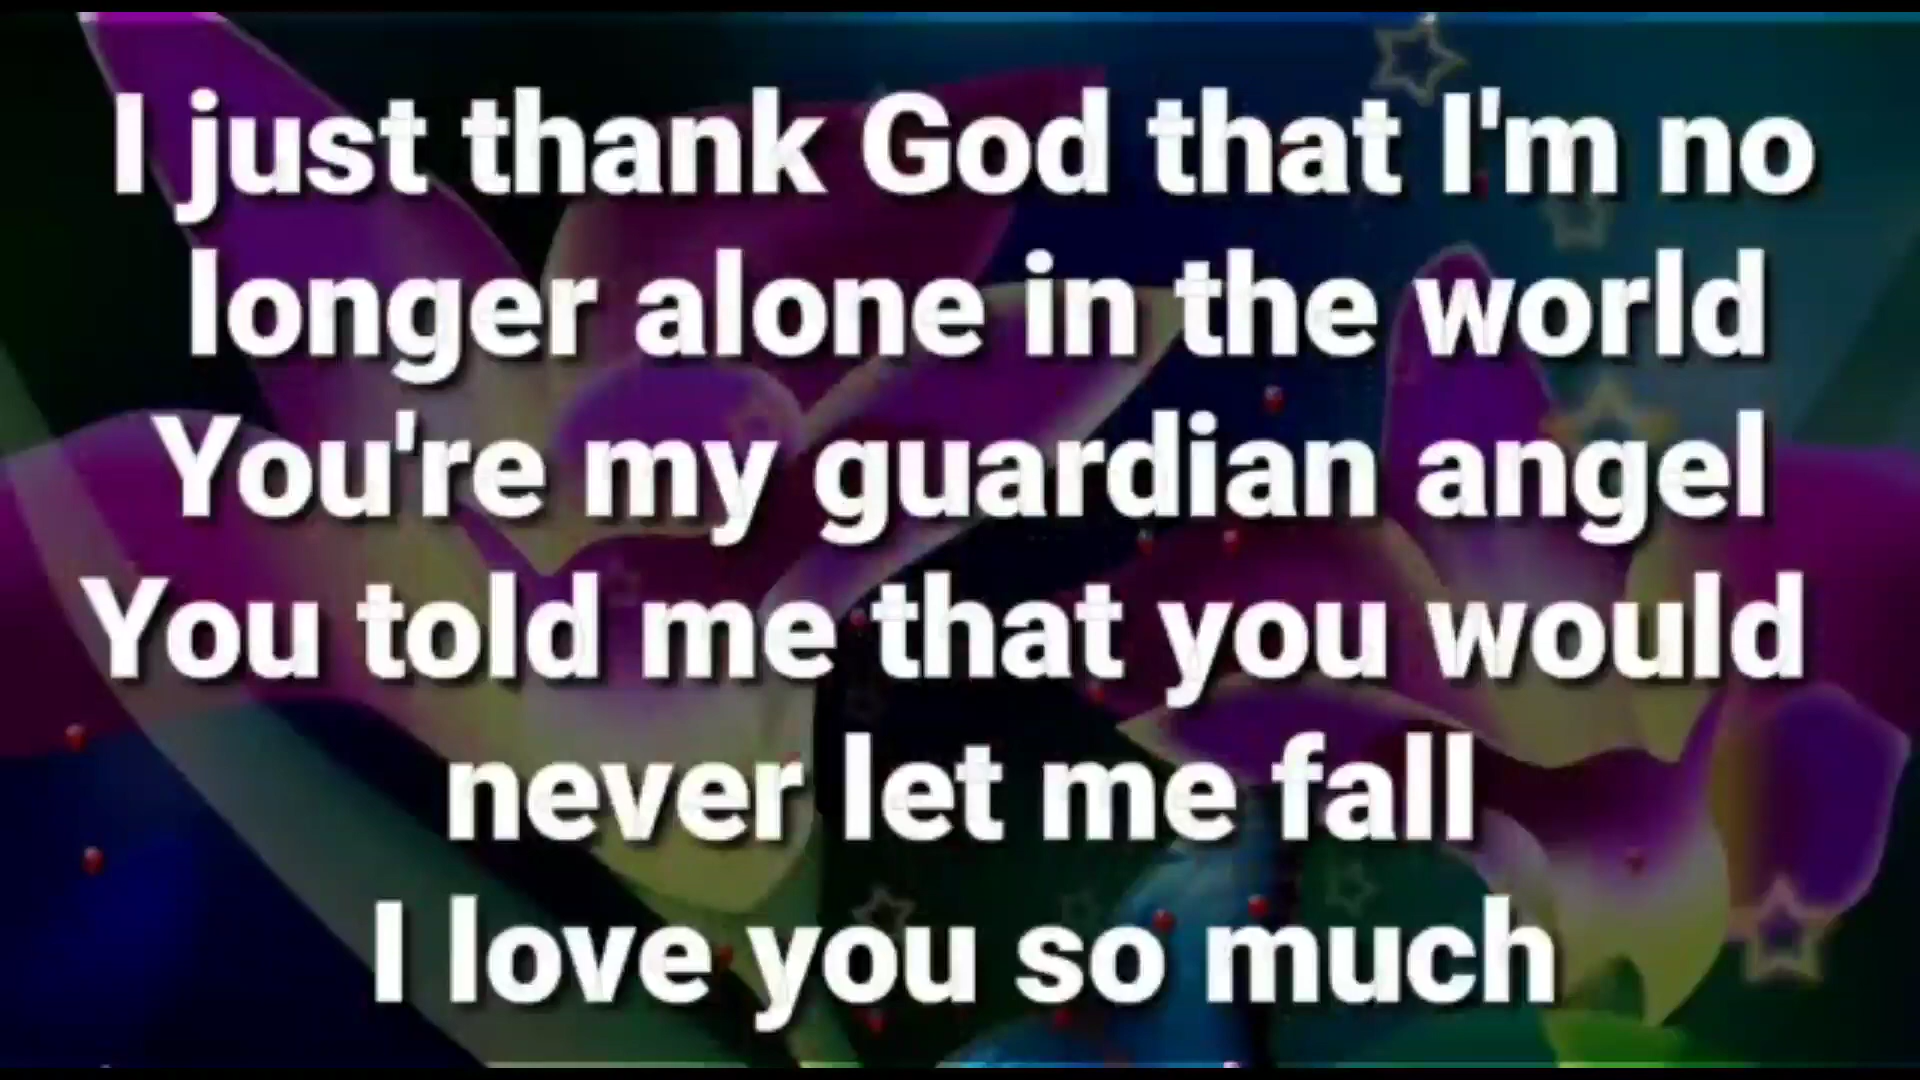 I just thank God that I'm no
longer alone in the world
You're my guardian angel
You told me that you would
never let me fall
I love you so much